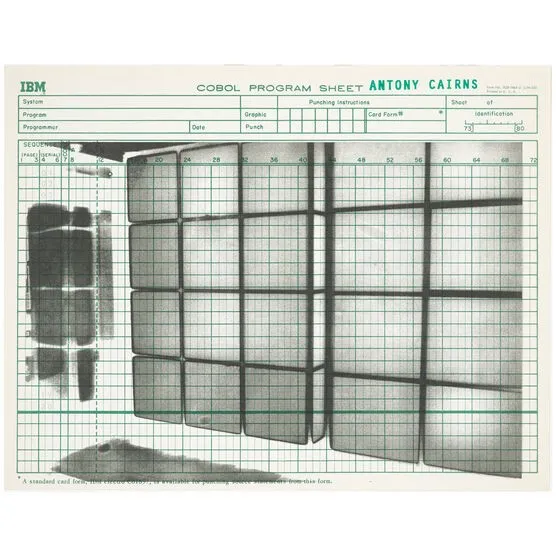 IBM
COBOL PROGRAM SHEET ANTONY CAIRNS
System Punching Instructions Sheet of
Program Graphic Card Form# * Identification
Programmer Date Punch 73 80
SEQUENCE
(PAGE) (SERIAL)
1 3 4 6 7 8 12 16 20 24 28 32 36 40 44 48 52 56 60 64 68 72
* A standard card form, IBM electro C61897, is available for punching source statements from this form.